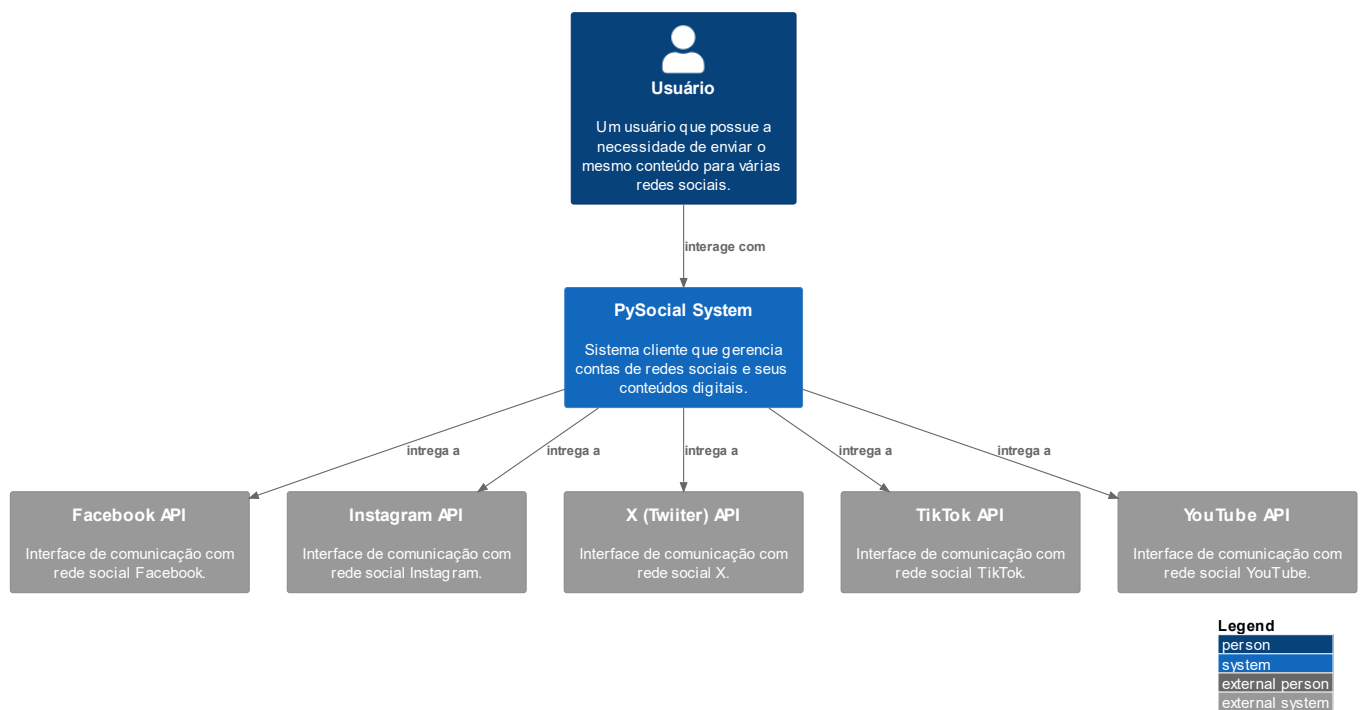 Usuário
Um usuário que possue a
necessidade de enviar o
mesmo conteúdo para várias
redes sociais.
interage com
PySocial System
Sistema cliente que gerencia
contas de redes sociais e seus
conteúdos digitais.
intrega a
intrega a
intrega a
intrega a
intrega a
Facebook API
Interface de comunicação com
rede social Facebook.
Instagram API
Interface de comunicação com
rede social Instagram.
X (Twiiter) API
Interface de comunicação com
rede social X.
TikTok API
Interface de comunicação com
rede social TikTok.
YouTube API
Interface de comunicação com
rede social YouTube.
Legend
person
system
external person
external system